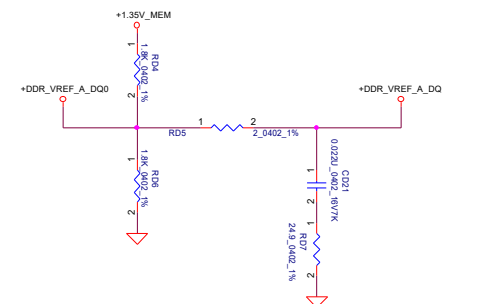 +1.35V_MEM
1
RD4
1.8K_0402_1%
2
+DDR_VREF_A_DQ0
+DDR_VREF_A_DQ
1
2
RD5
2_0402_1%
1
RD6
1.8K_0402_1%
2
1
CD21
0.022U_0402_16V7K
2
1
RD7
24.9_0402_1%
2